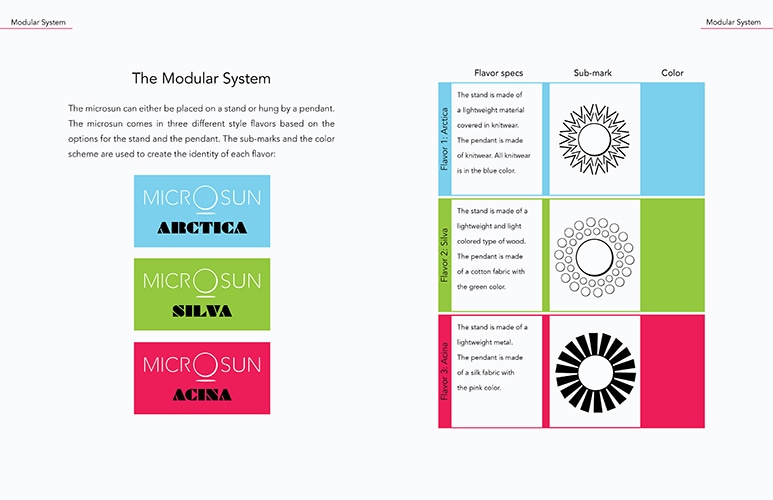 Modular System
Modular System
The Modular System
The microsun can either be placed on a stand or hung by a pendant.
The microsun comes in three different style flavors based on the
options for the stand and the pendant. The sub-marks and the color
scheme are used to create the identity of each flavor:
MICROSUN
ARCTICA
MICROSUN
SILVA
MICROSUN
ACINA
Flavor specs
Sub-mark
Color
Flavor 1: Arctica
The stand is made of
a lightweight material
covered in knitwear.
The pendant is made
of knitwear. All knitwear
is in the blue color.
Flavor 2: Silva
The stand is made of a
lightweight and light
colored type of wood.
The pendant is made
of a cotton fabric with
the green color.
Flavor 3: Acina
The stand is made of a
lightweight metal.
The pendant is made
of a silk fabric with
the pink color.